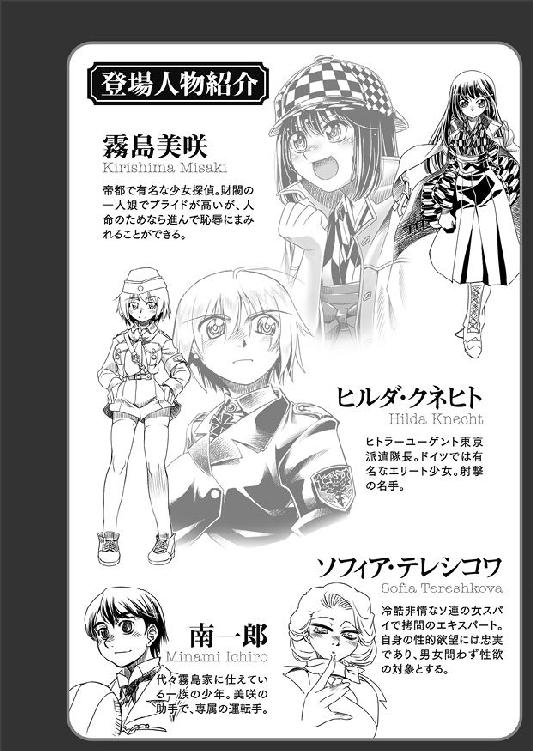 登場人物紹介
霧島美咲
Kirishima Misaki
帝都で有名な少女探偵。財閥の
一人娘でプライドが高いが、人
命のためなら進んで恥辱にまみ
れることができる。
ヒルダ・クネヒト
Hilda Knecht
ヒトラーユーゲント東京
派遣隊長。ドイツでは有
名なエリート少女。射撃
の名手。
ソフィア・テレシコワ
Sofia Tereshkova
冷酷非情なソ連の女スパ
イで拷問のエキスパート。
自身の性的欲望には忠実
であり、男女問わず性欲
の対象とする。
南一郎
Minami Ichiro
代々霧島家に仕えてい
る一族の少年。美咲の
助手で、専属の運転手。